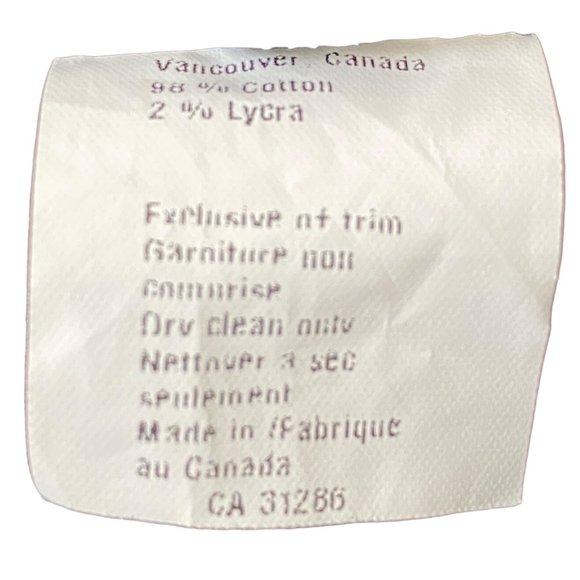 Vancouver, Canada
98 % Cotton
2 % Lycra
Exclusive of trim
Garniture non
comprise
Dry clean only
Nettoyer a sec
seulement
Made in /Fabrique
au Canada
CA 31286